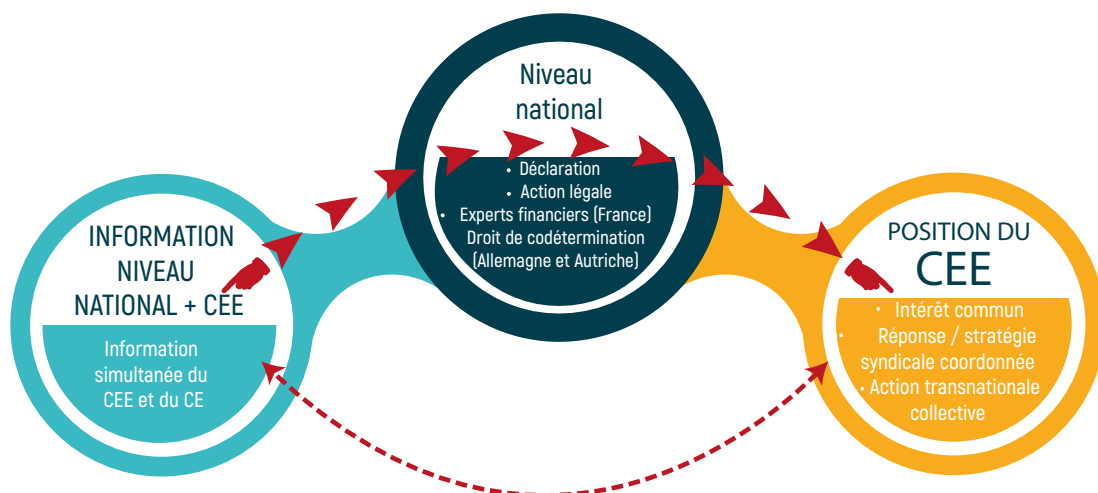 INFORMATION
NIVEAU
NATIONAL + CEE
Information
simultanée du
CEE et du CE
Niveau
national
• Déclaration
• Action légale
• Experts financiers (France)
Droit de codétermination
(Allemagne et Autriche)
POSITION DU
CEE
• Intérêt commun
• Réponse / stratégie
syndicale coordonnée
• Action transnationale
collective